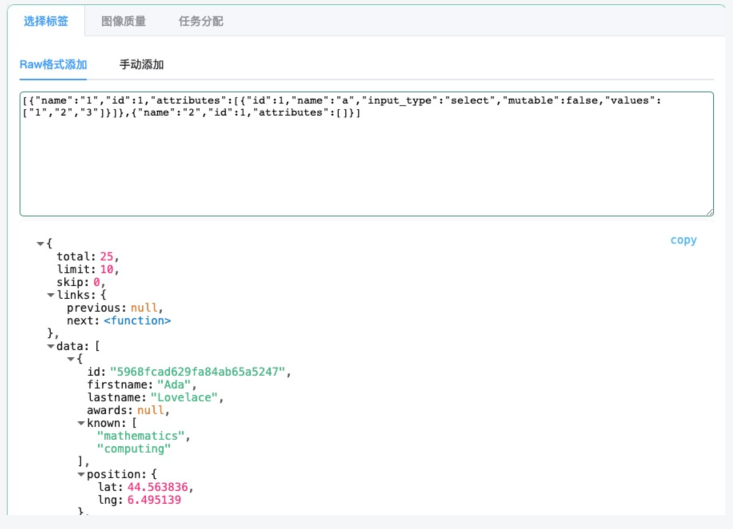 选择标签 图像质量 任务分配
Raw格式添加 手动添加
[{"name":"1","id":1,"attributes":[{"id":1,"name":"a","input_type":"select","mutable":false,"values":
["1","2","3"]}]},{"name":"2","id":1,"attributes":[]}]
copy
{
total: 25,
limit: 10,
skip: 0,
links: {
previous: null,
next: <function>
},
data: [
{
id: "5968fcad629fa84ab65a5247",
firstname: "Ada",
lastname: "Lovelace",
awards: null,
known: [
"mathematics",
"computing"
],
position: {
lat: 44.563836,
lng: 6.495139
},